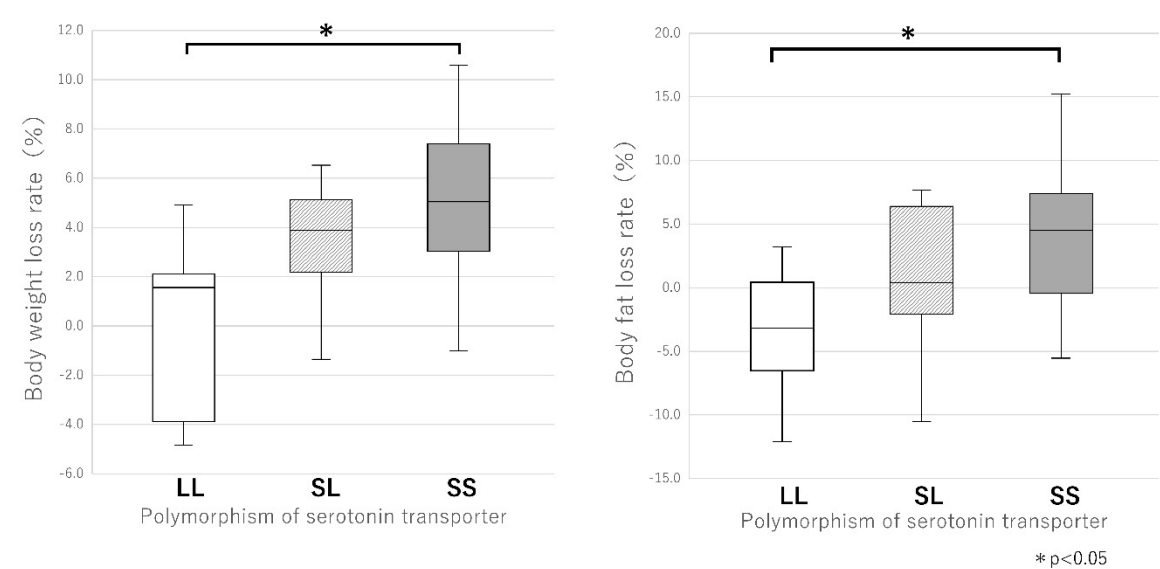 Body weight loss rate (%)
12.0
10.0
8.0
6.0
4.0
2.0
0.0
-2.0
-4.0
-6.0
*
LL SL SS
Polymorphism of serotonin transporter
Body fat loss rate (%)
20.0
15.0
10.0
5.0
0.0
-5.0
-10.0
-15.0
*
LL SL SS
Polymorphism of serotonin transporter
* p<0.05